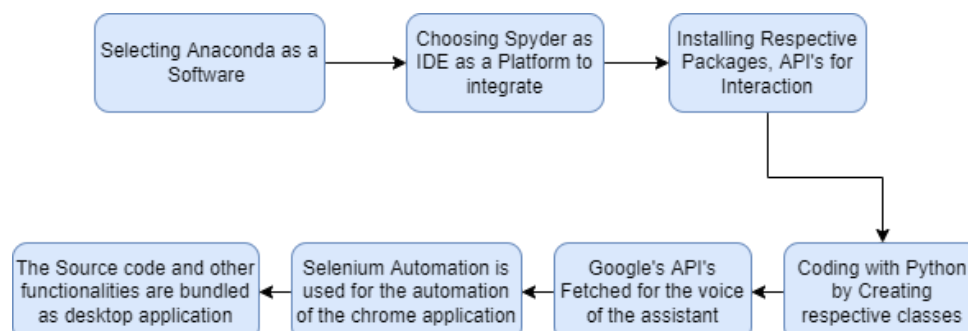 Selecting Anaconda as a
Software
Choosing Spyder as
IDE as a Platform to
integrate
Installing Respective
Packages, API's for
Interaction
Coding with Python
by Creating
respective classes
Google's API's
Fetched for the voice
of the assistant
Selenium Automation is
used for the automation
of the chrome application
The Source code and other
functionalities are bundled
as desktop application